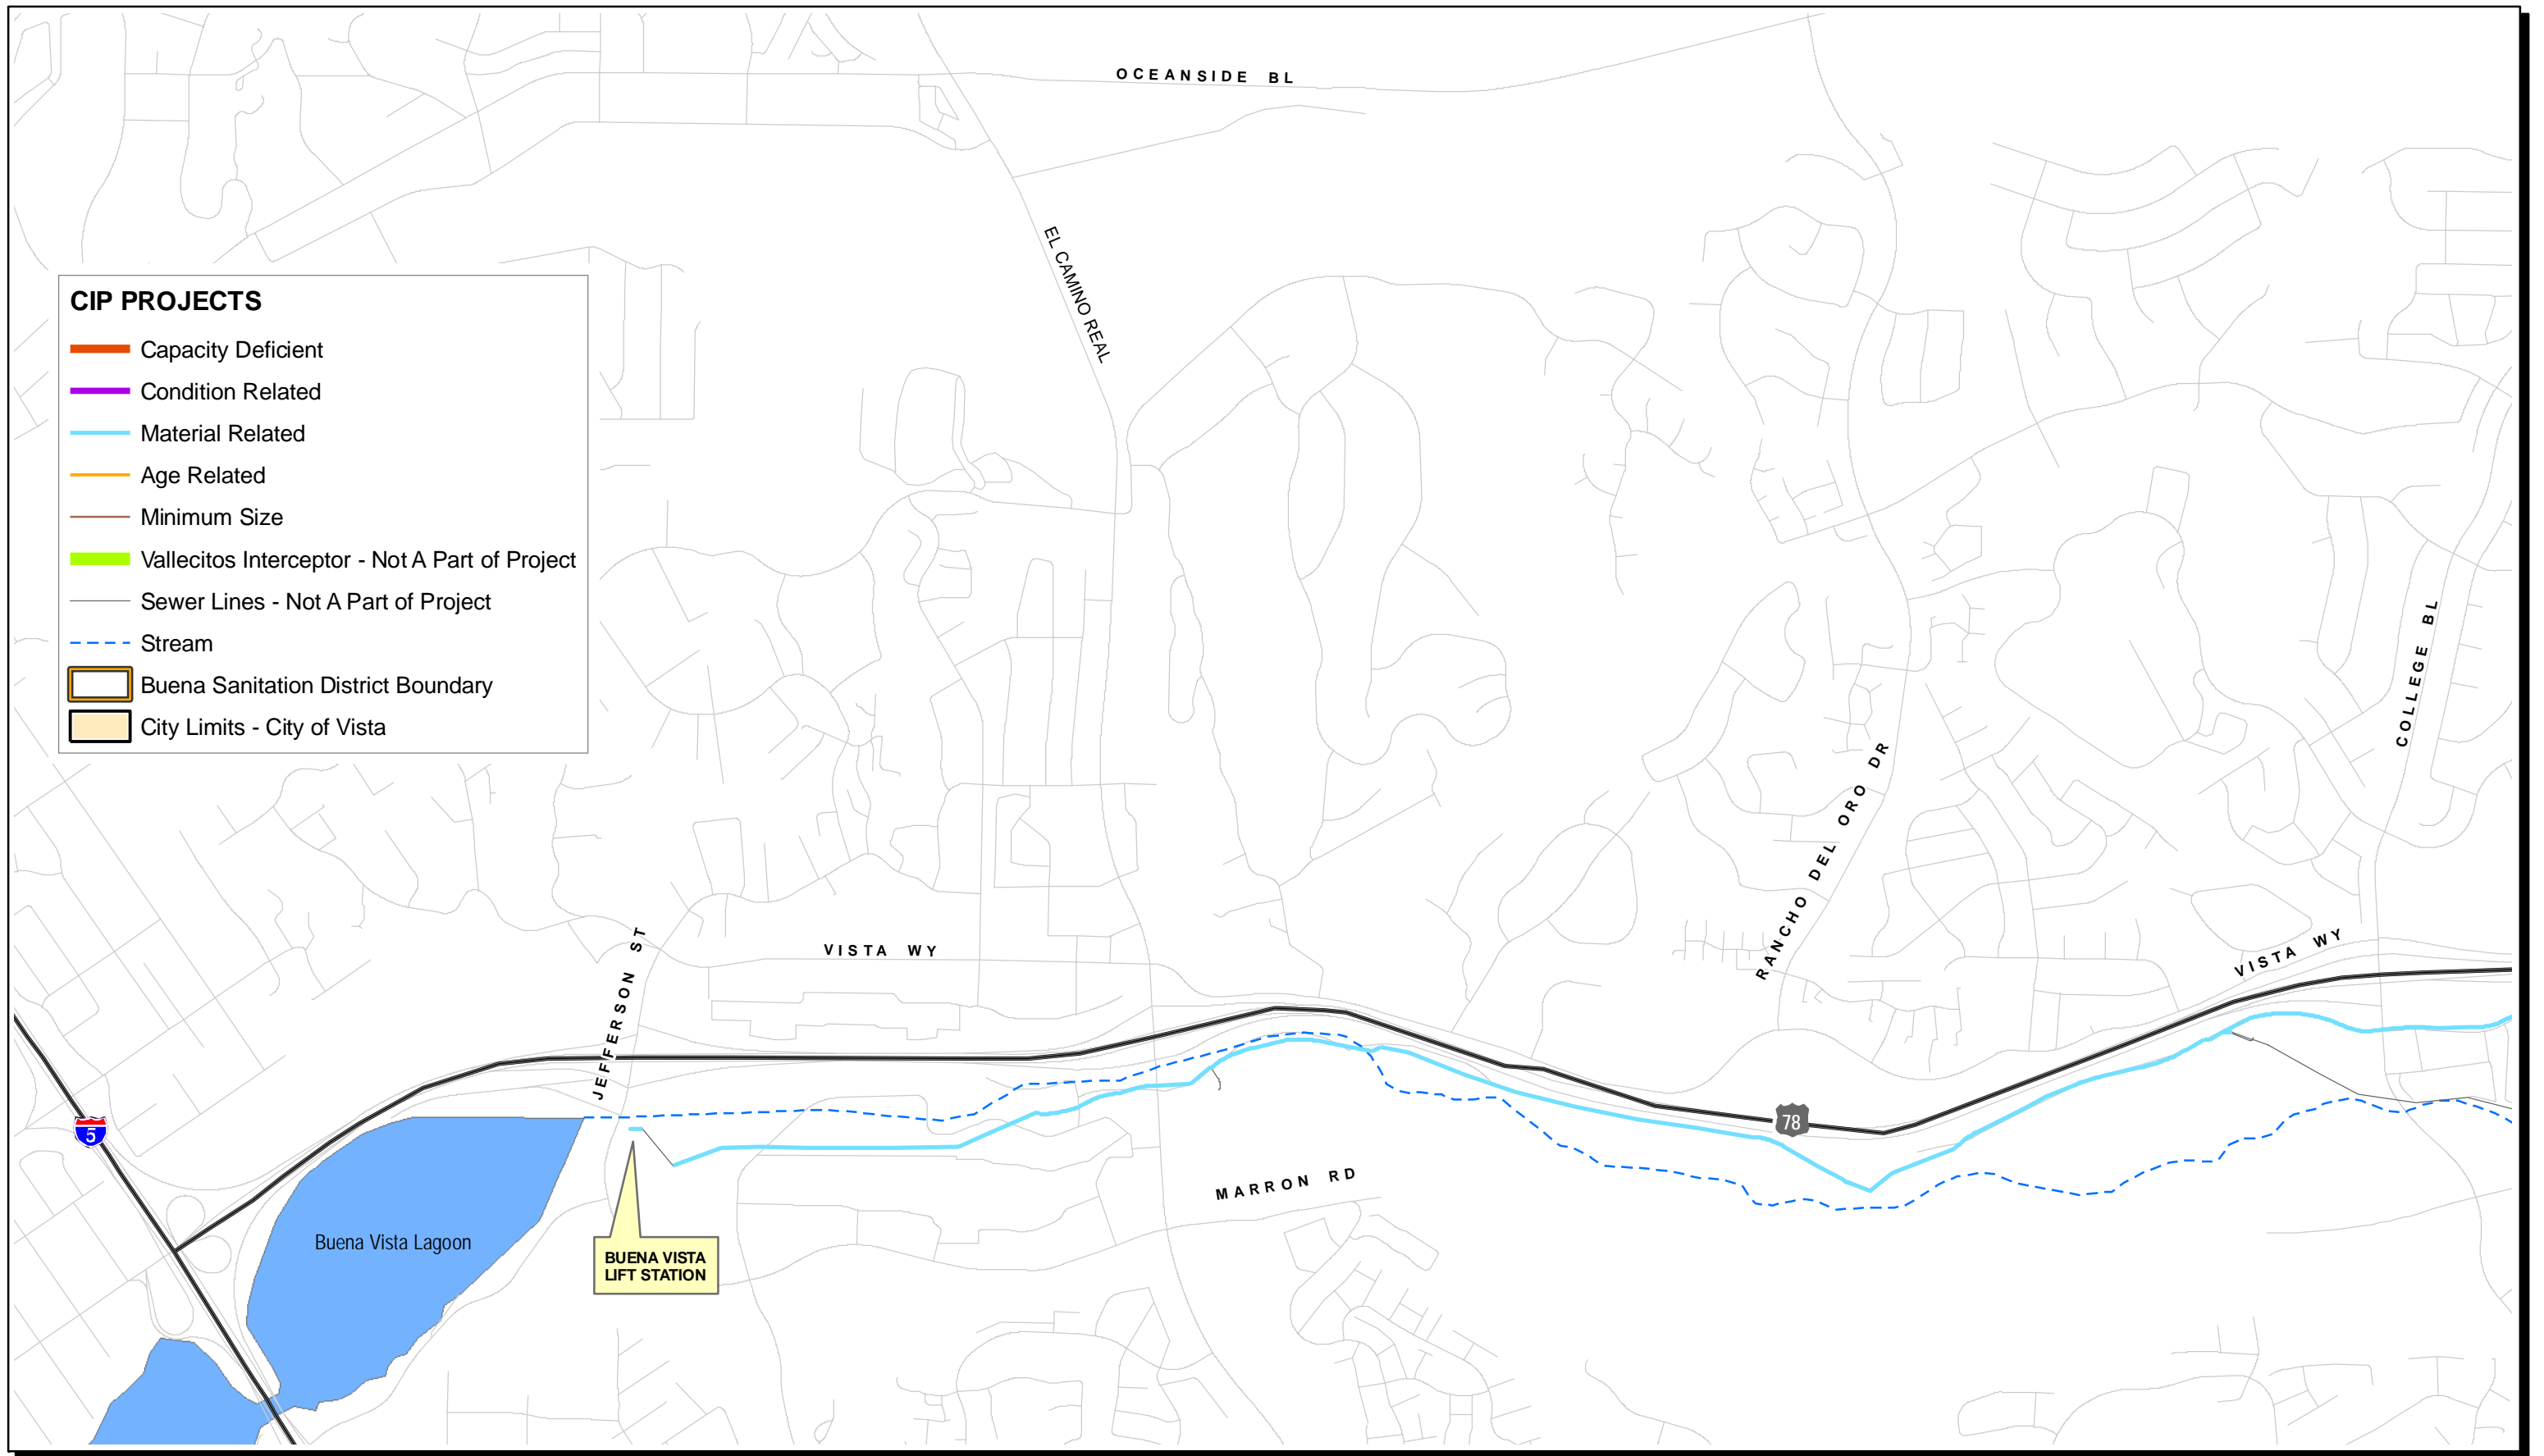 OCEANSIDE BL
EL CAMINO REAL
CIP PROJECTS
Capacity Deficient
Condition Related
Material Related
Age Related
Minimum Size
Vallecitos Interceptor - Not A Part of Project
Sewer Lines - Not A Part of Project
Stream
Buena Sanitation District Boundary
City Limits - City of Vista
COLLEGE BL
RANCHO DEL ORO DR
JEFFERSON ST
VISTA WY
VISTA WY
5
78
MARRON RD
Buena Vista Lagoon
BUENA VISTA
LIFT STATION